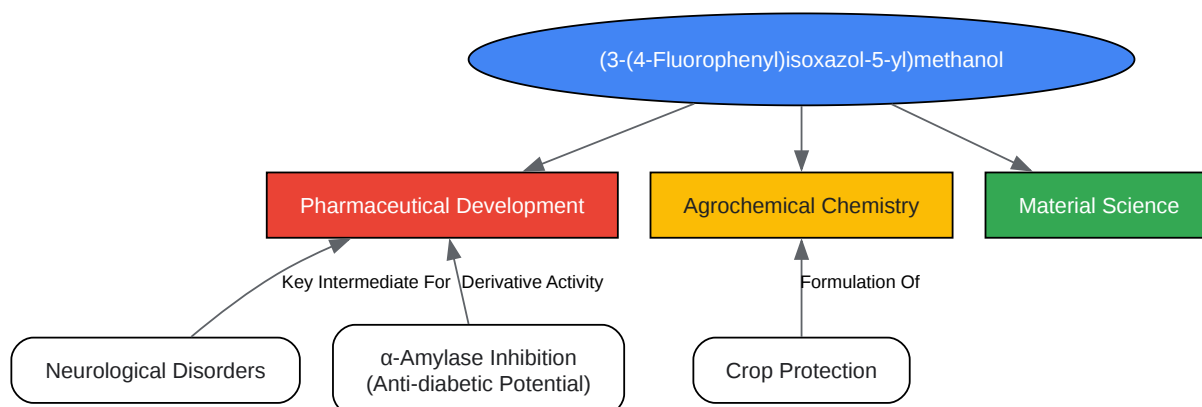 (3-(4-Fluorophenyl)isoxazol-5-yl)methanol
Pharmaceutical Development
Agrochemical Chemistry
Material Science
Key Intermediate For
Derivative Activity
Formulation Of
Neurological Disorders
α-Amylase Inhibition
(Anti-diabetic Potential)
Crop Protection